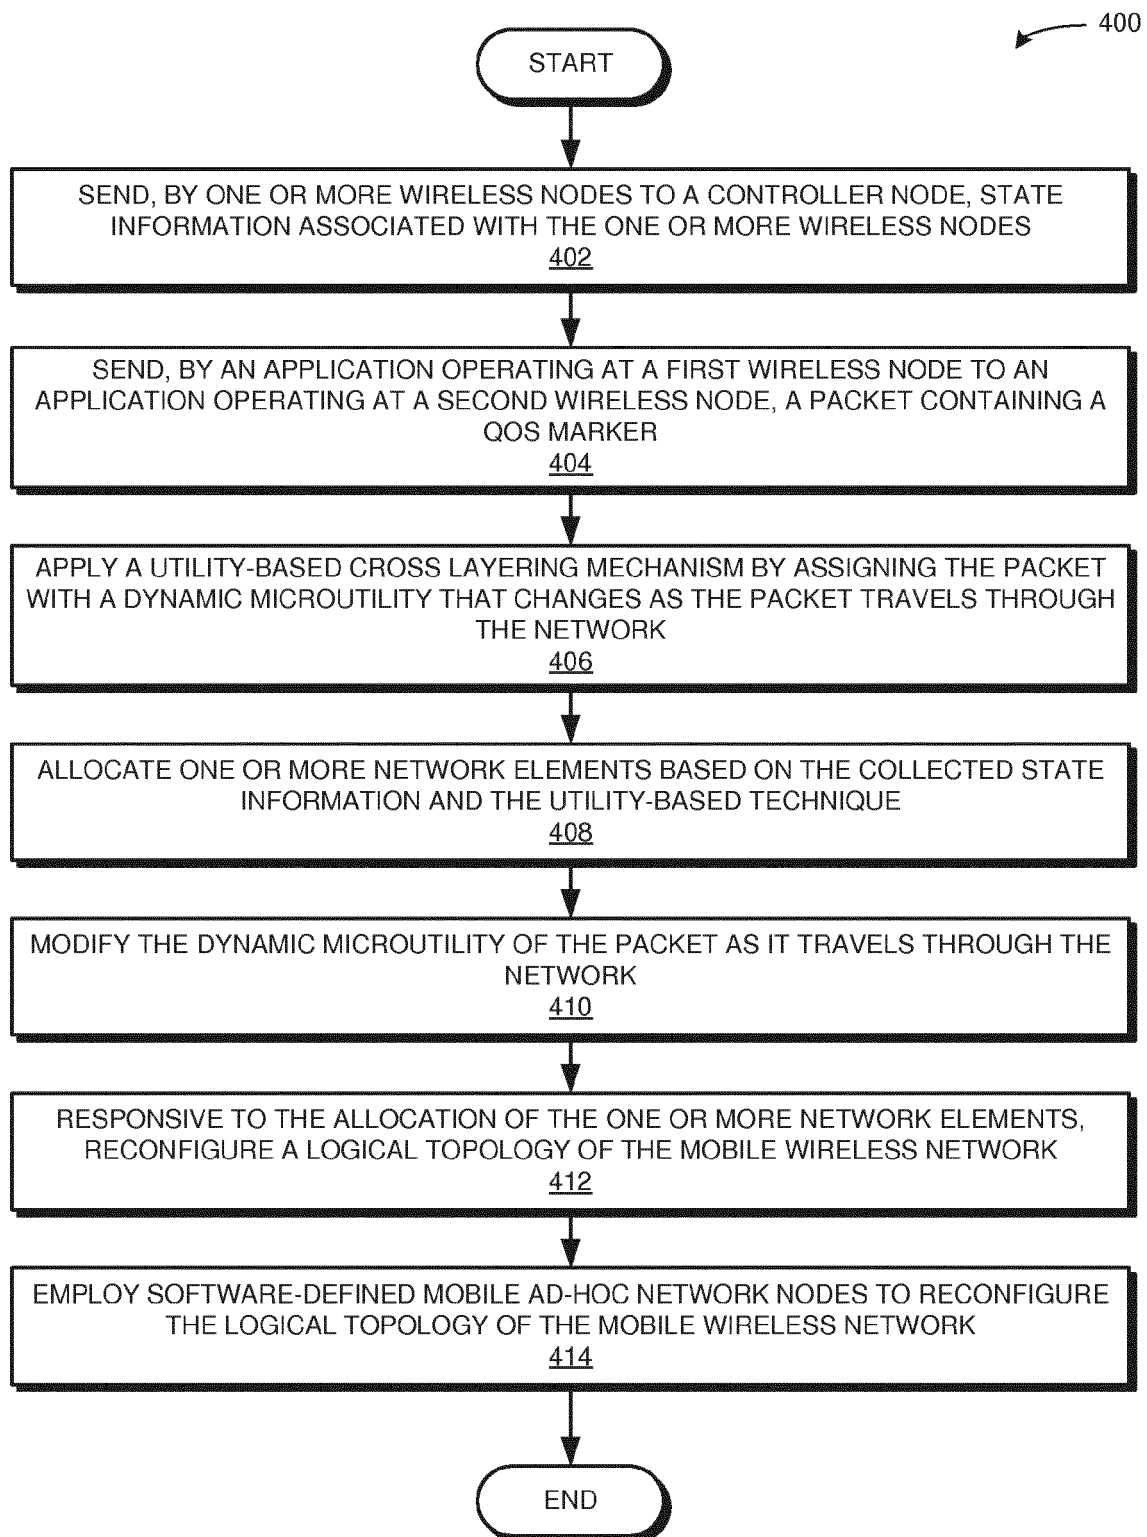 400
START
SEND, BY ONE OR MORE WIRELESS NODES TO A CONTROLLER NODE, STATE
INFORMATION ASSOCIATED WITH THE ONE OR MORE WIRELESS NODES
402
SEND, BY AN APPLICATION OPERATING AT A FIRST WIRELESS NODE TO AN
APPLICATION OPERATING AT A SECOND WIRELESS NODE, A PACKET CONTAINING A
QOS MARKER
404
APPLY A UTILITY-BASED CROSS LAYERING MECHANISM BY ASSIGNING THE PACKET
WITH A DYNAMIC MICROUTILITY THAT CHANGES AS THE PACKET TRAVELS THROUGH
THE NETWORK
406
ALLOCATE ONE OR MORE NETWORK ELEMENTS BASED ON THE COLLECTED STATE
INFORMATION AND THE UTILITY-BASED TECHNIQUE
408
MODIFY THE DYNAMIC MICROUTILITY OF THE PACKET AS IT TRAVELS THROUGH THE
NETWORK
410
RESPONSIVE TO THE ALLOCATION OF THE ONE OR MORE NETWORK ELEMENTS,
RECONFIGURE A LOGICAL TOPOLOGY OF THE MOBILE WIRELESS NETWORK
412
EMPLOY SOFTWARE-DEFINED MOBILE AD-HOC NETWORK NODES TO RECONFIGURE
THE LOGICAL TOPOLOGY OF THE MOBILE WIRELESS NETWORK
414
END